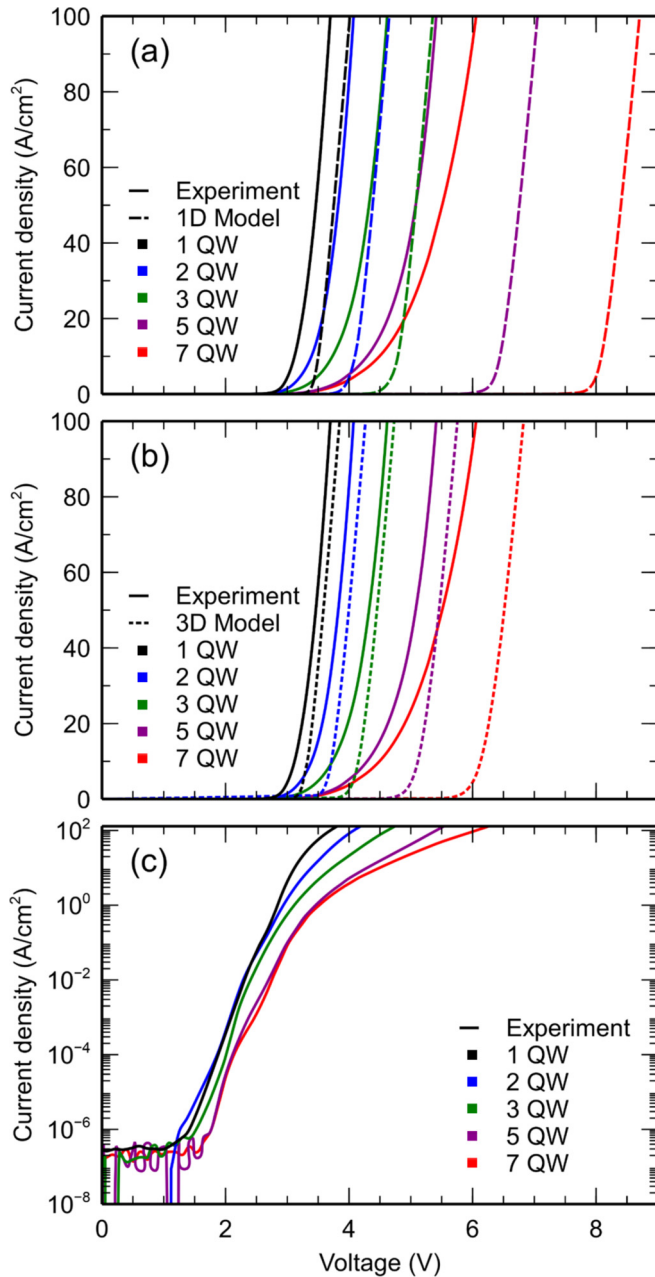 (a)
100
80
60
40
20
0
Current density (A/cm²)
Experiment
1D Model
1 QW
2 QW
3 QW
5 QW
7 QW
(b)
100
80
60
40
20
0
Current density (A/cm²)
Experiment
3D Model
1 QW
2 QW
3 QW
5 QW
7 QW
(c)
10²
10⁰
10⁻²
10⁻⁴
10⁻⁶
10⁻⁸
Current density (A/cm²)
Experiment
1 QW
2 QW
3 QW
5 QW
7 QW
0 2 4 6 8
Voltage (V)